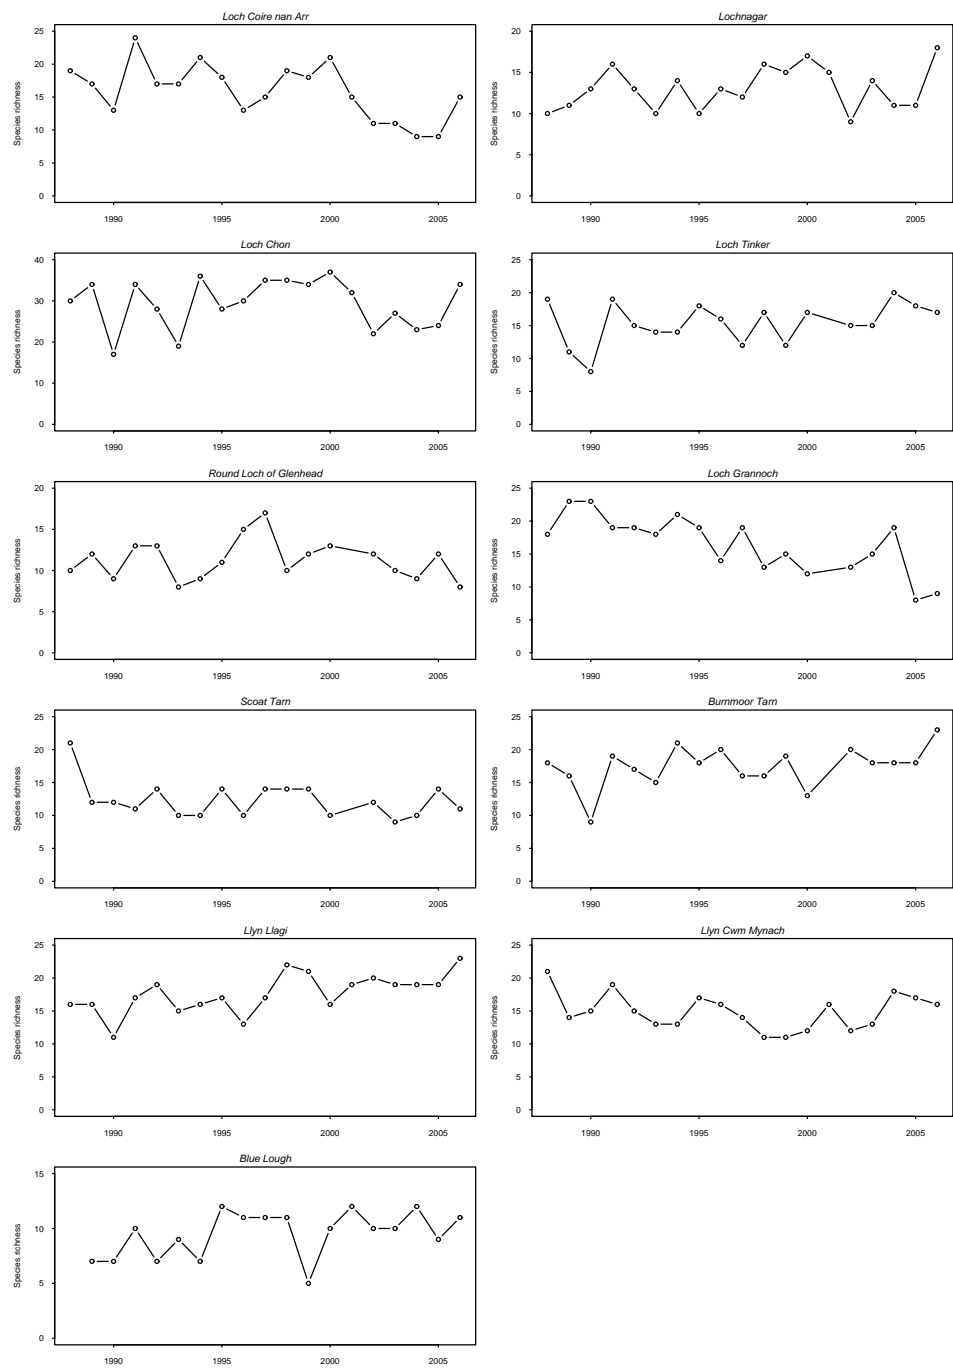 Loch Coire nan Arr
Species richness
25
20
15
10
5
0
1990 1995 2000 2005
Lochnagar
Species richness
20
15
10
5
0
1990 1995 2000 2005
Loch Chon
Species richness
40
30
20
10
0
1990 1995 2000 2005
Loch Tinker
Species richness
25
20
15
10
5
0
1990 1995 2000 2005
Round Loch of Glenhead
Species richness
20
15
10
5
0
1990 1995 2000 2005
Loch Grannoch
Species richness
25
20
15
10
5
0
1990 1995 2000 2005
Scoat Tarn
Species richness
25
20
15
10
5
0
1990 1995 2000 2005
Burnmoor Tarn
Species richness
25
20
15
10
5
0
1990 1995 2000 2005
Llyn Llagi
Species richness
25
20
15
10
5
0
1990 1995 2000 2005
Llyn Cwm Mynach
Species richness
25
20
15
10
5
0
1990 1995 2000 2005
Blue Lough
Species richness
15
10
5
0
1990 1995 2000 2005